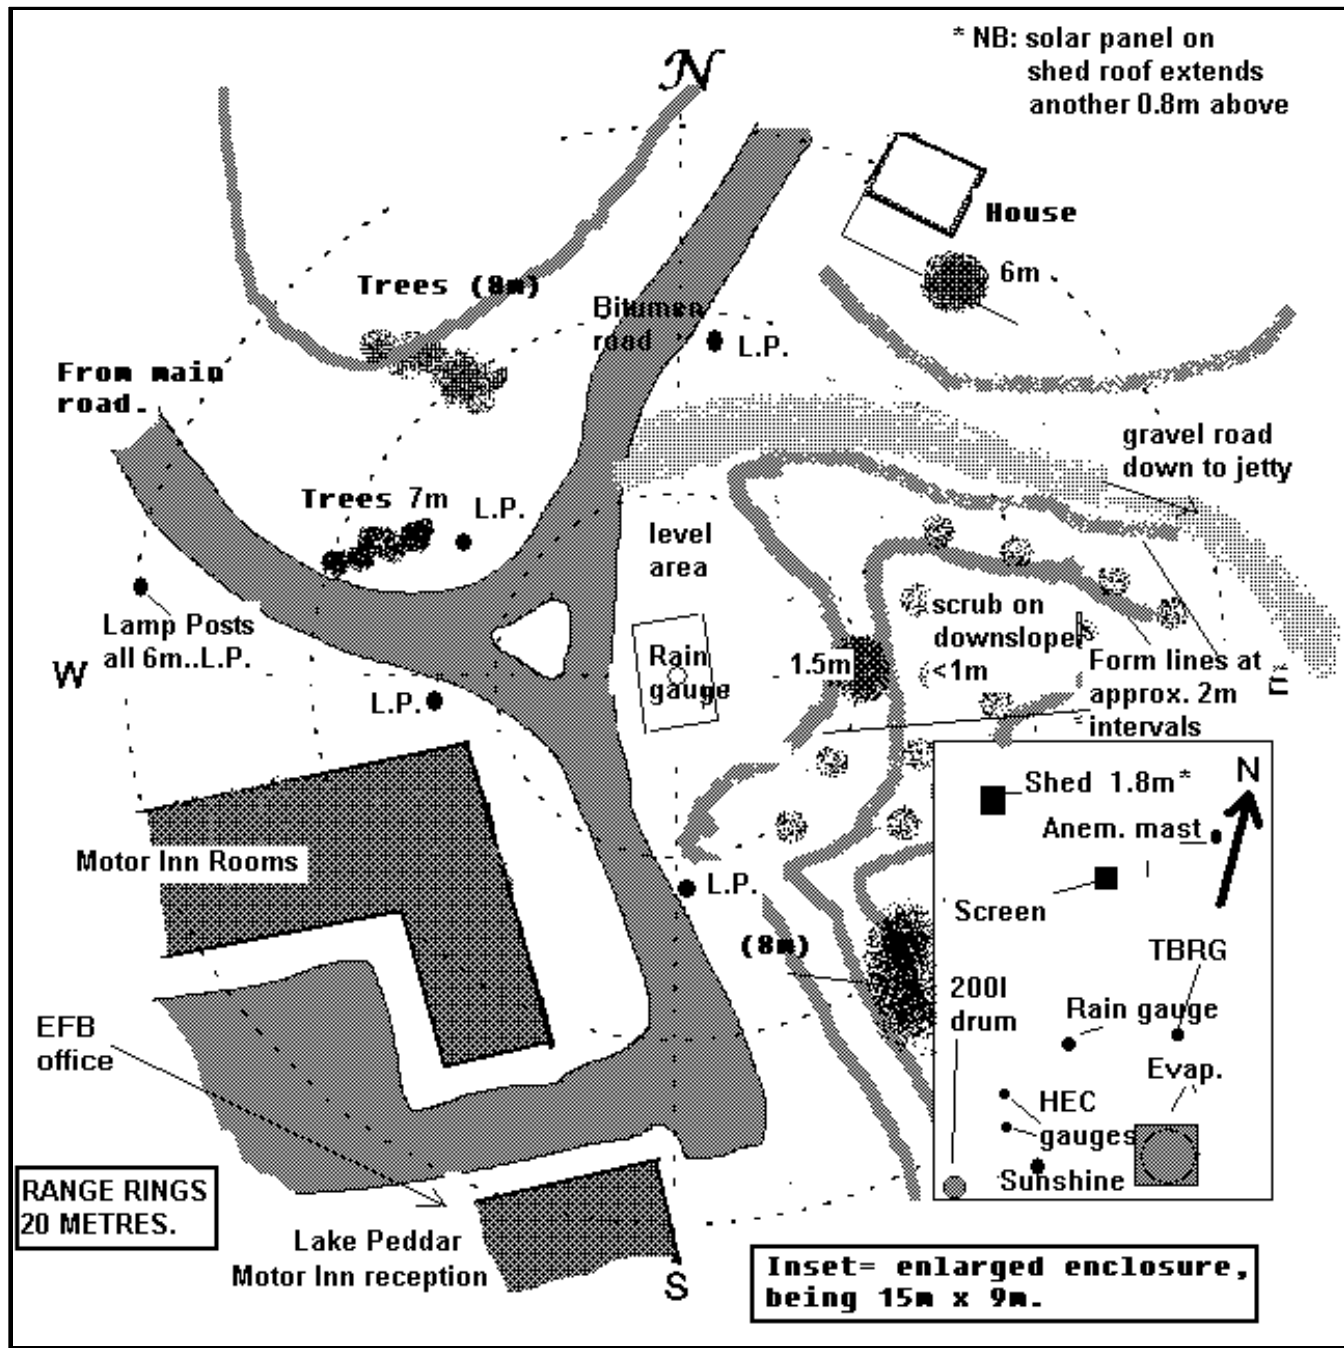 N
* NB: solar panel on
shed roof extends
another 0.8m above
House
6m
Trees (8m)
Bitumen
road
L.P.
From main
road.
gravel road
down to jetty
Trees 7m
L.P.
level
area
scrub on
downslope
<1m
Lamp Posts
all 6m..L.P.
W
Rain
gauge
1.5m
Form lines at
approx. 2m
intervals
E
L.P.
Motor Inn Rooms
L.P.
(8m)
Shed 1.8m*
N
Anem. mast
Screen
TBRG
200l
drum
Rain gauge
Evap.
HEC
gauges
Sunshine
EFB
office
RANGE RINGS
20 METRES.
Lake Peddar
Motor Inn reception
S
Inset= enlarged enclosure,
being 15m x 9m.